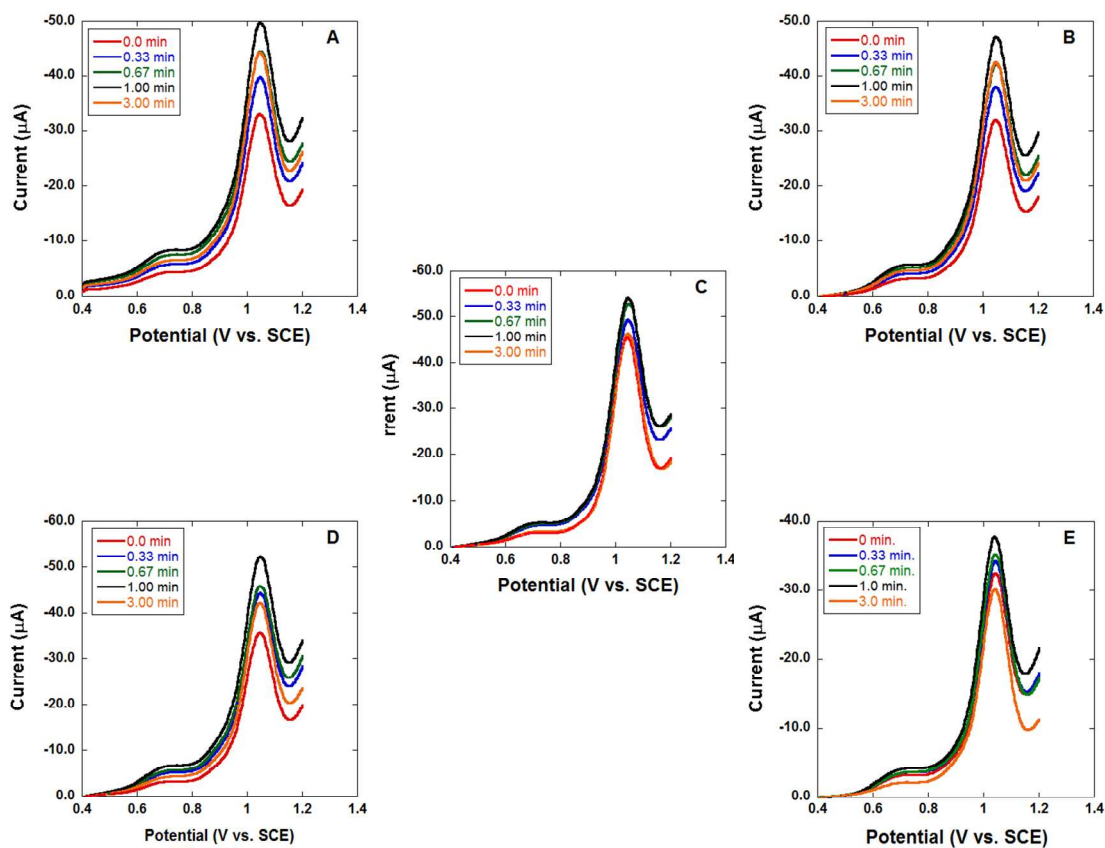 A
0.0 min
0.33 min
0.67 min
1.00 min
3.00 min
-50.0
-40.0
-30.0
-20.0
-10.0
0.0
Current (μA)
0.4 0.6 0.8 1 1.2 1.4
Potential (V vs. SCE)
B
0.0 min
0.33 min
0.67 min
1.00 min
3.00 min
-50.0
-40.0
-30.0
-20.0
-10.0
0.0
Current (μA)
0.4 0.6 0.8 1 1.2 1.4
Potential (V vs. SCE)
C
0.0 min
0.33 min
0.67 min
1.00 min
3.00 min
-60.0
-50.0
-40.0
-30.0
-20.0
-10.0
0.0
rrent (μA)
0.4 0.6 0.8 1 1.2 1.4
Potential (V vs. SCE)
D
0.0 min
0.33 min
0.67 min
1.00 min
3.00 min
-60.0
-50.0
-40.0
-30.0
-20.0
-10.0
0.0
Current (μA)
0.4 0.6 0.8 1 1.2 1.4
Potential (V vs. SCE)
E
0 min.
0.33 min.
0.67 min.
1.0 min.
3.0 min.
-40.0
-30.0
-20.0
-10.0
0.0
Current (μA)
0.4 0.6 0.8 1 1.2 1.4
Potential (V vs. SCE)